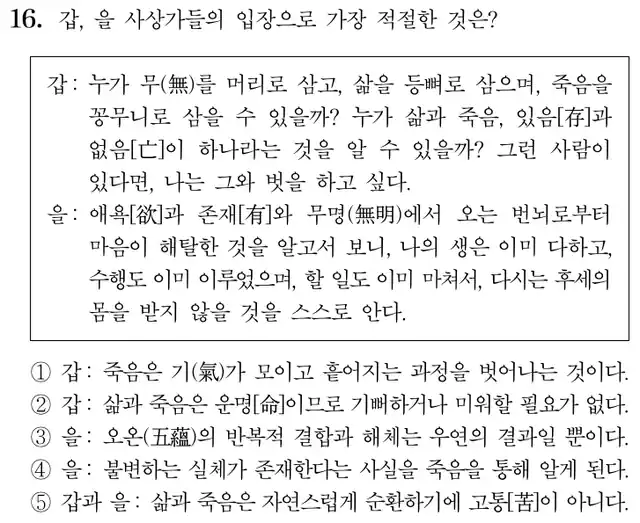 16. 갑, 을 사상가들의 입장으로 가장 적절한 것은?
갑: 누가 무(無)를 머리로 삼고, 삶을 등뼈로 삼으며, 죽음을
꽁무니로 삼을 수 있을까? 누가 삶과 죽음, 있음[存]과
없음[亡]이 하나라는 것을 알 수 있을까? 그런 사람이
있다면, 나는 그와 벗을 하고 싶다.
을: 애욕[欲]과 존재[有]와 무명(無明)에서 오는 번뇌로부터
마음이 해탈한 것을 알고서 보니, 나의 생은 이미 다하고,
수행도 이미 이루었으며, 할 일도 이미 마쳐서, 다시는 후세의
몸을 받지 않을 것을 스스로 안다.
① 갑: 죽음은 기(氣)가 모이고 흩어지는 과정을 벗어나는 것이다.
② 갑: 삶과 죽음은 운명[命]이므로 기뻐하거나 미워할 필요가 없다.
③ 을: 오온(五蘊)의 반복적 결합과 해체는 우연의 결과일 뿐이다.
④ 을: 불변하는 실체가 존재한다는 사실을 죽음을 통해 알게 된다.
⑤ 갑과 을: 삶과 죽음은 자연스럽게 순환하기에 고통[苦]이 아니다.